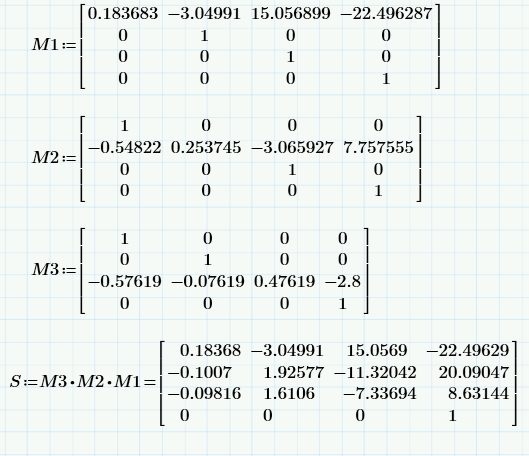 0.183683 −3.04991 15.056899 −22.496287
0 1 0 0
M1:=
0 0 1 0
0 0 0 1
1 0 0 0
−0.54822 0.253745 −3.065927 7.757555
M2:=
0 0 1 0
0 0 0 1
1 0 0 0
0 1 0 0
M3:=
−0.57619 −0.07619 0.47619 −2.8
0 0 0 1
0.18368 −3.04991 15.0569 −22.49629
−0.1007 1.92577 −11.32042 20.09047
S:=M3•M2•M1=
−0.09816 1.6106 −7.33694 8.63144
0 0 0 1